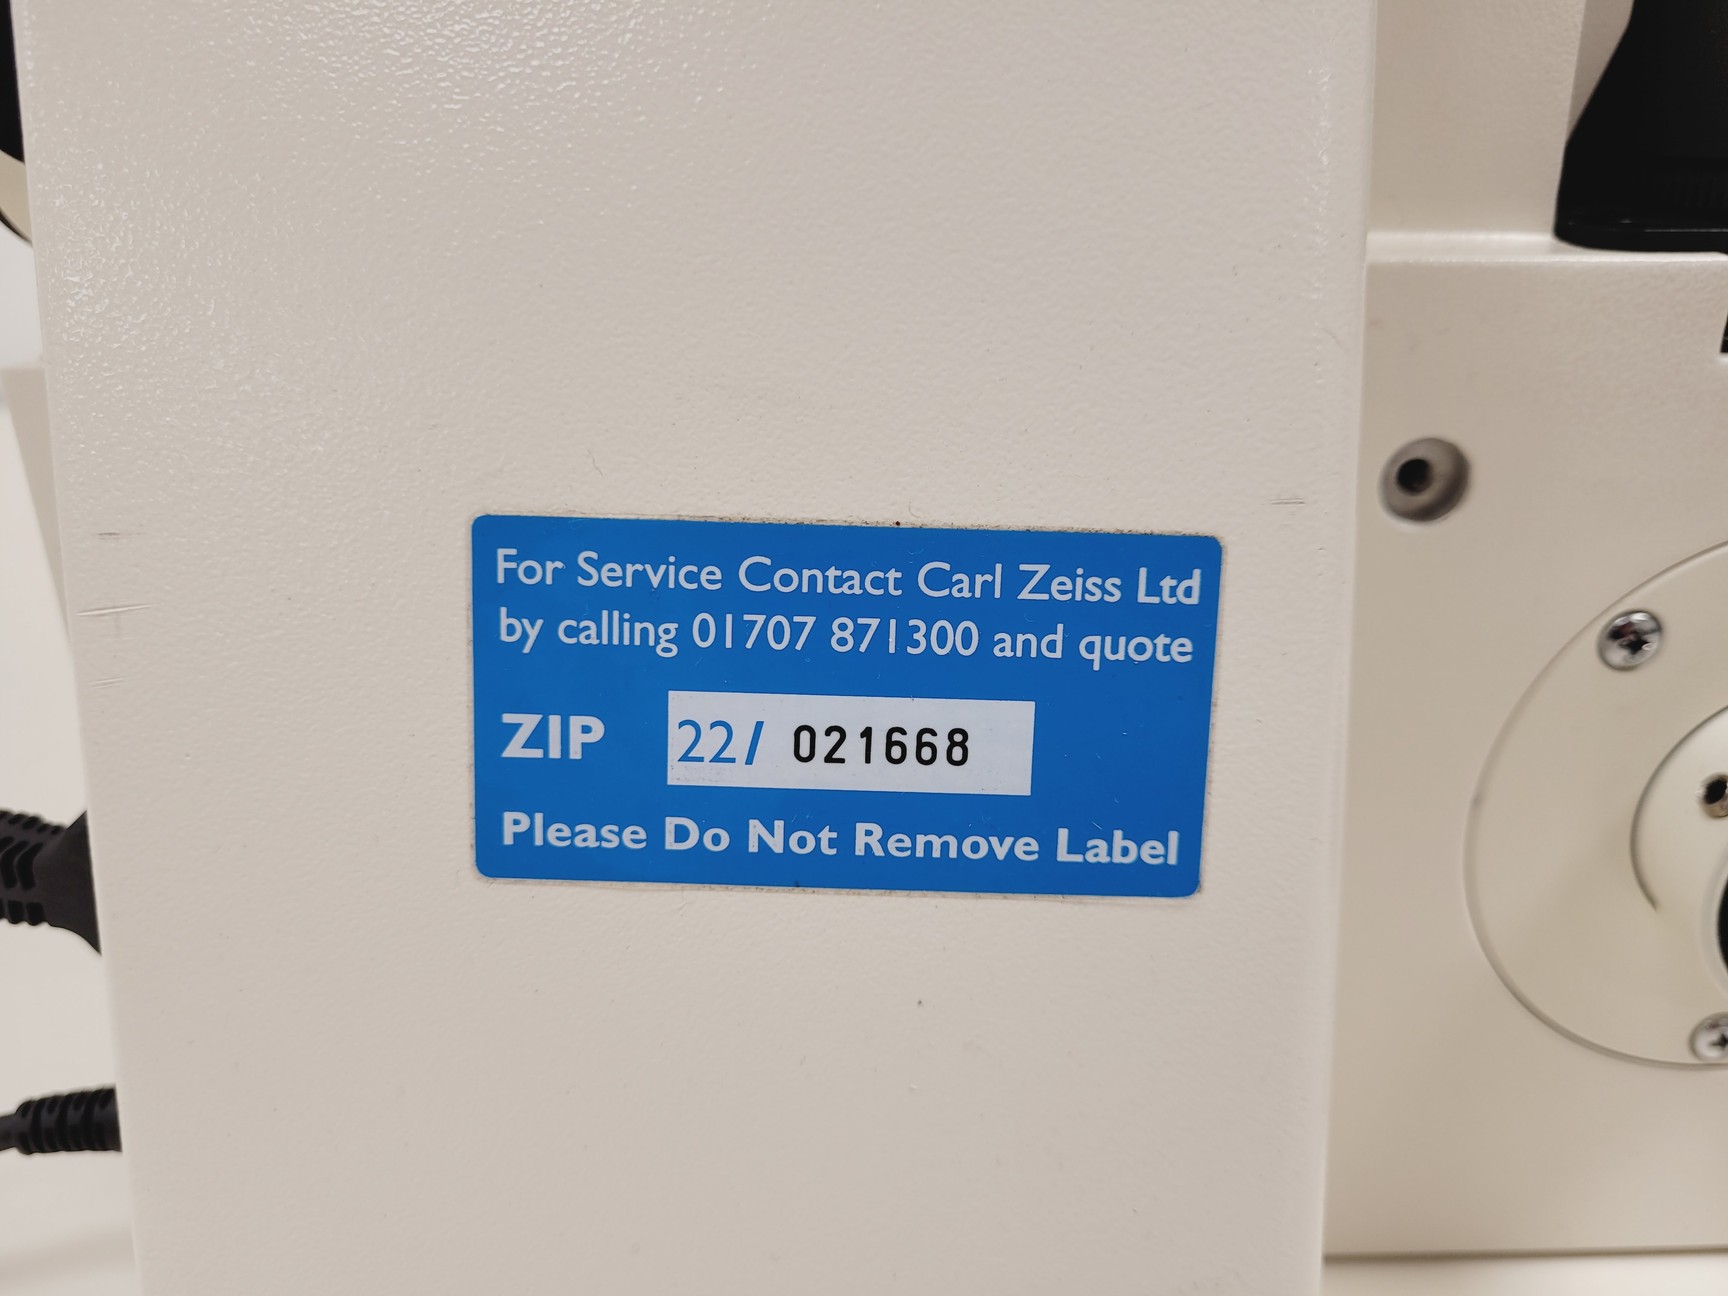 For Service Contact Carl Zeiss Ltd
by calling 01707 871300 and quote
ZIP 22/ 021668
Please Do Not Remove Label